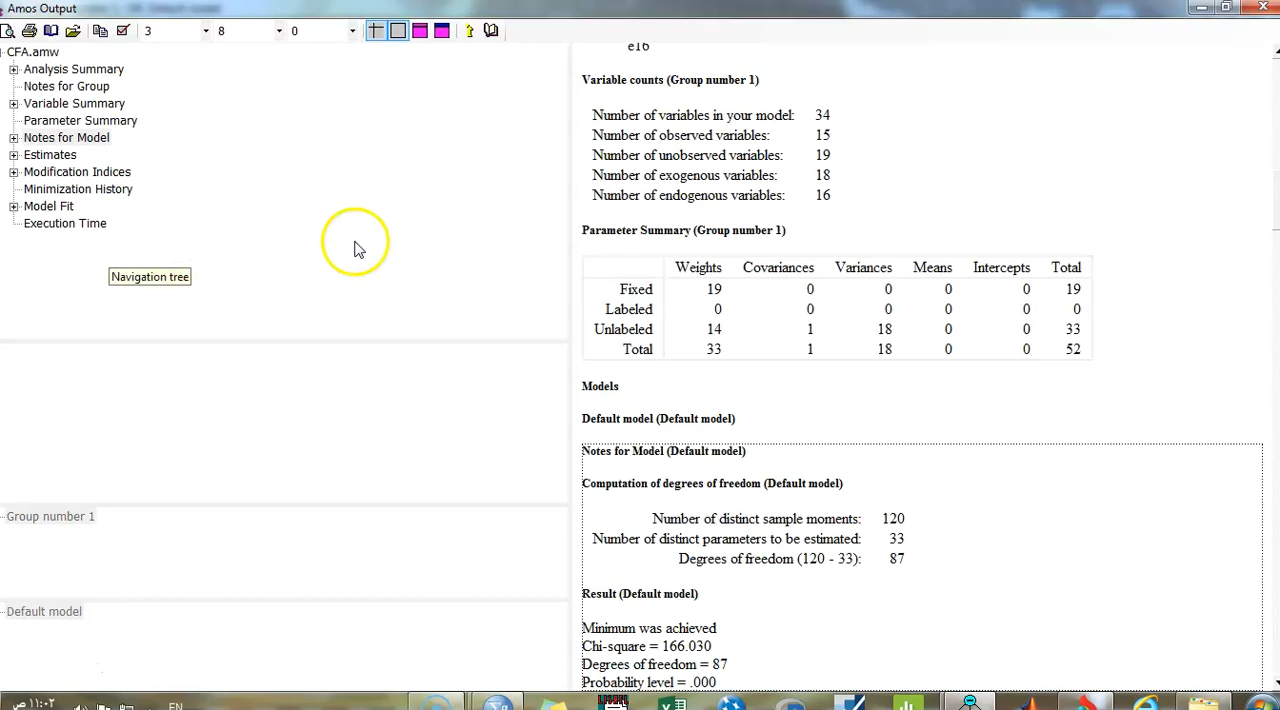 Amos Output
3 8 0
CFA.amw
Analysis Summary
Notes for Group
Variable Summary
Parameter Summary
Notes for Model
Estimates
Modification Indices
Minimization History
Model Fit
Execution Time
Navigation tree
Group number 1
Default model
e16
Variable counts (Group number 1)
Number of variables in your model: 34
Number of observed variables: 15
Number of unobserved variables: 19
Number of exogenous variables: 18
Number of endogenous variables: 16
Parameter Summary (Group number 1)
Weights Covariances Variances Means Intercepts Total
Fixed 19 0 0 0 0 19
Labeled 0 0 0 0 0 0
Unlabeled 14 1 18 0 0 33
Total 33 1 18 0 0 52
Models
Default model (Default model)
Notes for Model (Default model)
Computation of degrees of freedom (Default model)
Number of distinct sample moments: 120
Number of distinct parameters to be estimated: 33
Degrees of freedom (120 - 33): 87
Result (Default model)
Minimum was achieved
Chi-square = 166.030
Degrees of freedom = 87
Probability level = .000
١١:٠٢ ص
EN